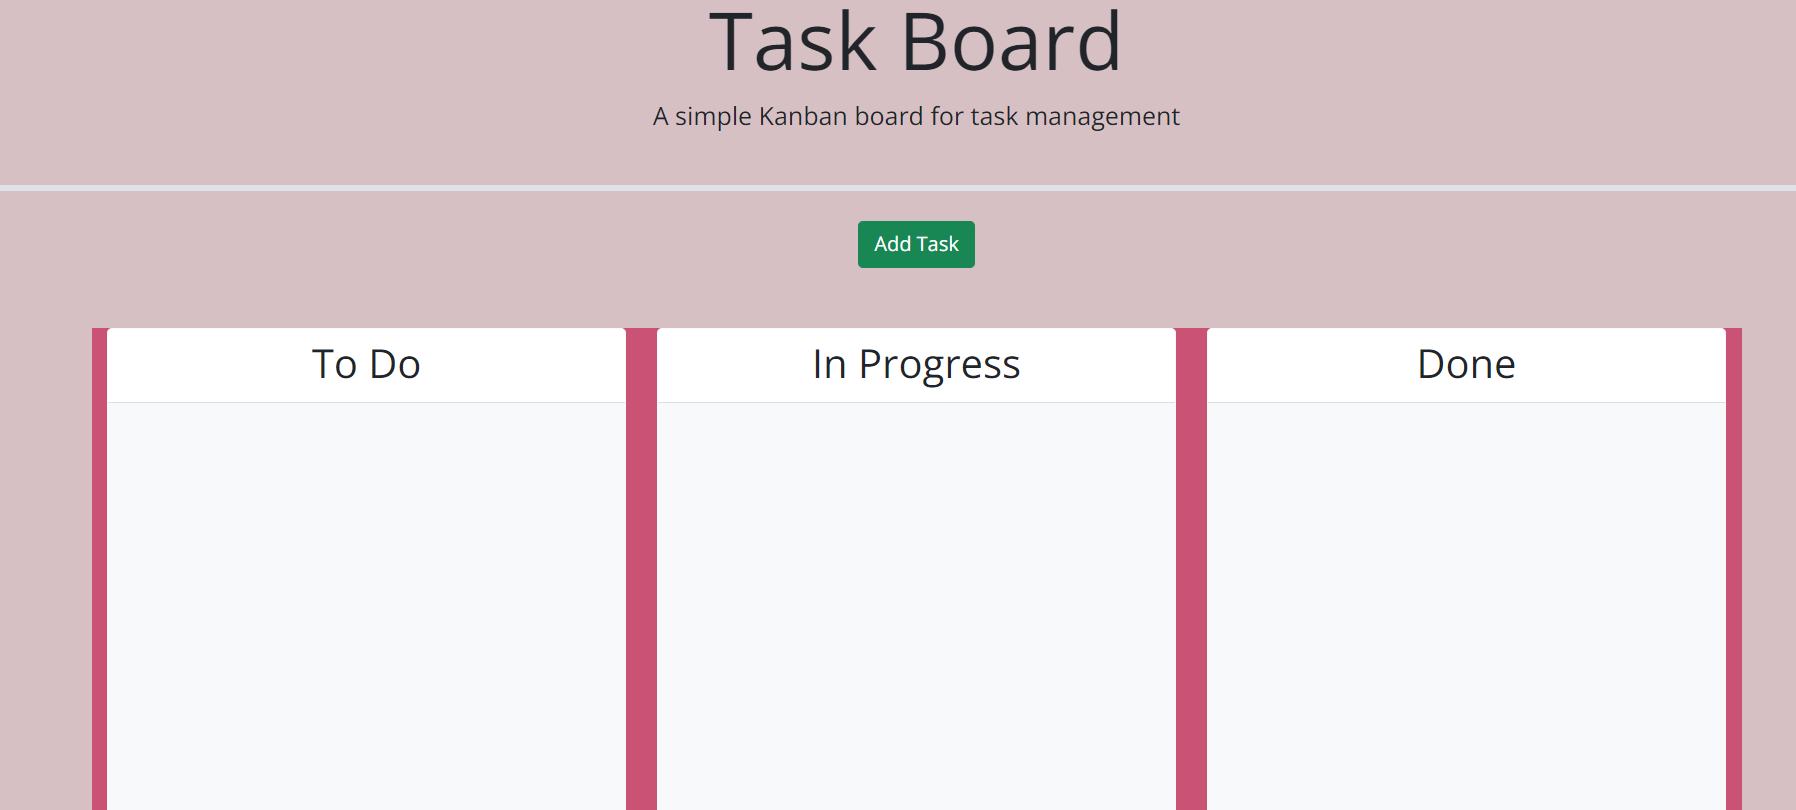 Task Board
A simple Kanban board for task management
Add Task
To Do
In Progress
Done